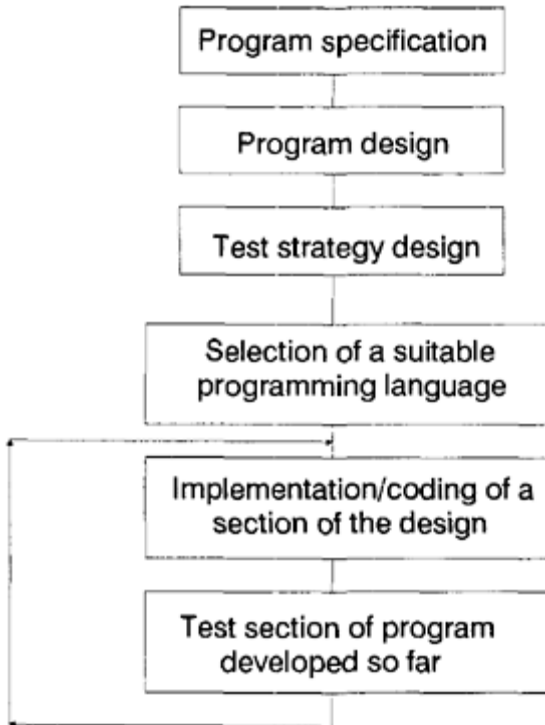 Program specification
Program design
Test strategy design
Selection of a suitable
programming language
Implementation/coding of a
section of the design
Test section of program
developed so far